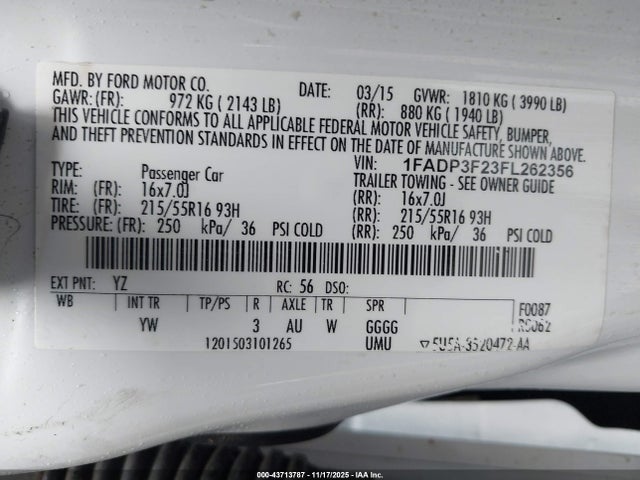 MFD. BY FORD MOTOR CO. DATE: 03/15 GVWR: 1810 KG ( 3990 LB)
GAWR: (FR): 972 KG ( 2143 LB) (RR): 880 KG ( 1940 LB)
THIS VEHICLE CONFORMS TO ALL APPLICABLE FEDERAL MOTOR VEHICLE SAFETY, BUMPER,
AND THEFT PREVENTION STANDARDS IN EFFECT ON THE DATE OF MANUFACTURE SHOWN ABOVE.
VIN: 1FADP3F23FL262356
TYPE: Passenger Car TRAILER TOWING - SEE OWNER GUIDE
RIM: (FR): 16x7.0J (RR): 16x7.0J
TIRE: (FR): 215/55R16 93H (RR): 215/55R16 93H
PRESSURE: (FR): 250 kPa/ 36 PSI COLD (RR): 250 kPa/ 36 PSI COLD
EXT PNT: YZ RC: 56 DSO:
WB INT TR TP/PS R AXLE TR SPR F0087
YW 3 AU W GGGG
1201503101265 UMU 5U5A-3520472-AA
000-43713787 - 11/17/2025 - IAA Inc.